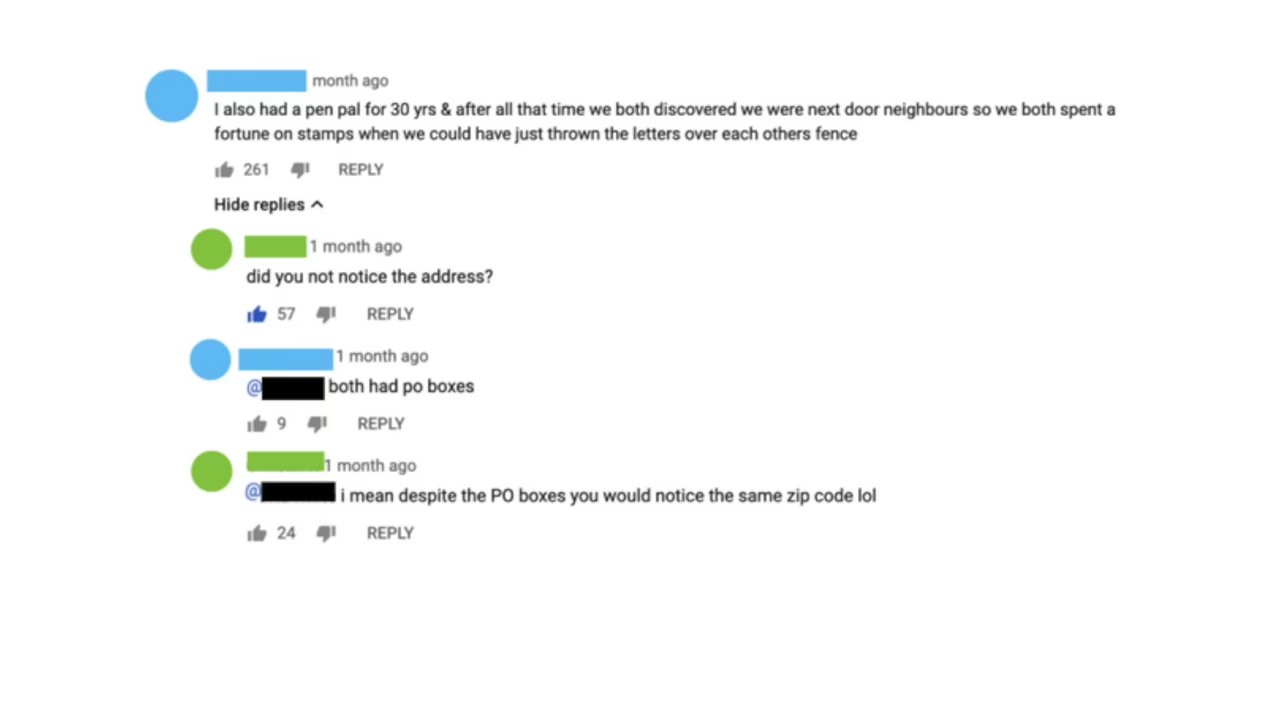 month ago
I also had a pen pal for 30 yrs & after all that time we both discovered we were next door neighbours so we both spent a
fortune on stamps when we could have just thrown the letters over each others fence
261 REPLY
Hide replies
1 month ago
did you not notice the address?
57 REPLY
1 month ago
@ both had po boxes
9 REPLY
1 month ago
@ i mean despite the PO boxes you would notice the same zip code lol
24 REPLY